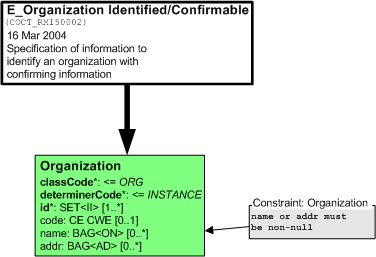 E_Organization Identified/Confirmable
(COCT_RM150002)
16 Mar 2004
Specification of information to
identify an organization with
confirming information
Organization
classCode*: <= ORG
determinerCode*: <= INSTANCE
id*: SET<II> [1..*]
code: CE CWE [0..1]
name: BAG<ON> [0..*]
addr: BAG<AD> [0..*]
Constraint: Organization
name or addr must
be non-null